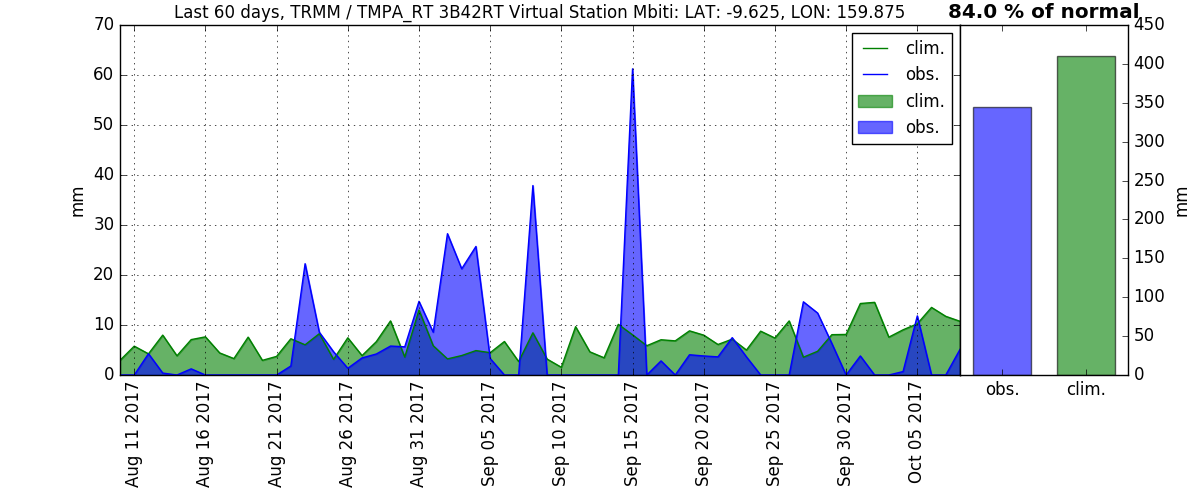 Last 60 days, TRMM / TMPA_RT 3B42RT Virtual Station Mbiti: LAT: -9.625, LON: 159.875
84.0 % of normal
70
60
50
40
30
20
10
0
mm
clim.
obs.
clim.
obs.
Aug 11 2017
Aug 16 2017
Aug 21 2017
Aug 26 2017
Aug 31 2017
Sep 05 2017
Sep 10 2017
Sep 15 2017
Sep 20 2017
Sep 25 2017
Sep 30 2017
Oct 05 2017
450
400
350
300
250
200
150
100
50
0
mm
obs.
clim.